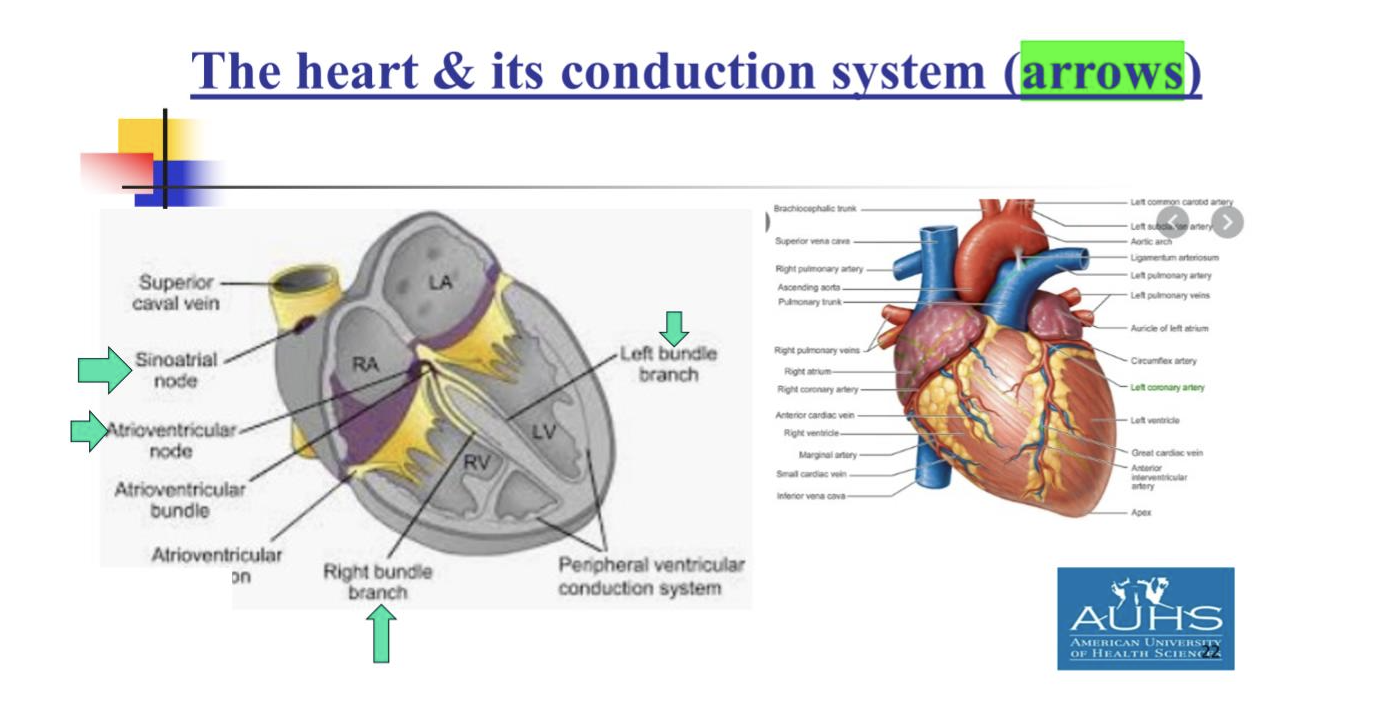 The heart & its conduction system (arrows)
Superior
caval vein
Sinoatrial
node
Atrioventricular
node
Atrioventricular
bundle
Atrioventricular
on
Right bundle
branch
LA
RA
RV
LV
Left bundle
branch
Peripheral ventricular
conduction system
Brachiocephalic trunk
Superior vena cava
Right pulmonary artery
Ascending aorta
Pulmonary trunk
Right pulmonary veins
Right atrium
Right coronary artery
Anterior cardiac vein
Right ventricle
Marginal artery
Small cardiac vein
Inferior vena cava
Left common carotid artery
Left artery
Aortic arch
Ligamentum arteriosum
Left pulmonary artery
Left pulmonary veins
Auricle of left atrium
Circumflex artery
Left coronary artery
Left ventricle
Great cardiac vein
Anterior
interventricular
artery
Apex
AUHS
AMERICAN UNIVERSITY
OF HEALTH SCIENCES
22